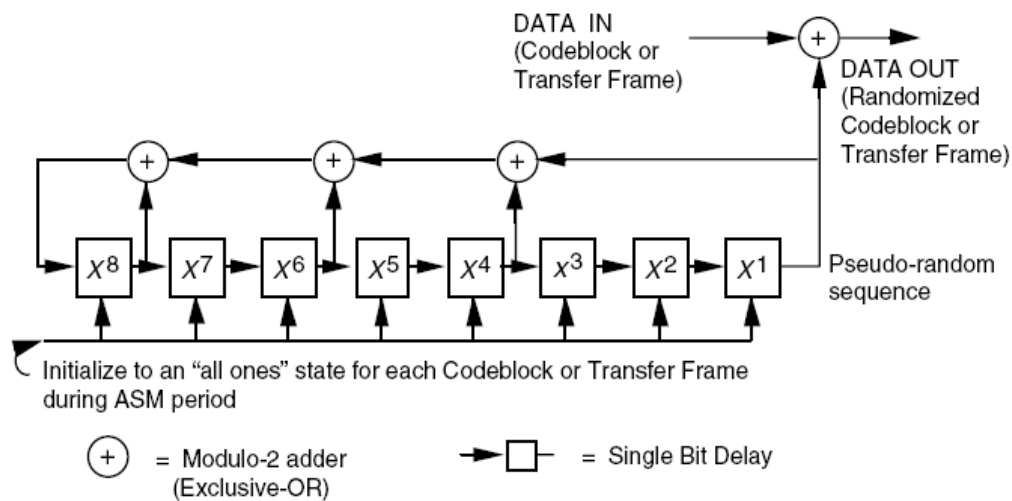 DATA IN
(Codeblock or
Transfer Frame)
+
DATA OUT
(Randomized
Codeblock or
Transfer Frame)
+ + +
X8 X7 X6 X5 X4 X3 X2 X1
Pseudo-random
sequence
Initialize to an “all ones” state for each Codeblock or Transfer Frame
during ASM period
+ = Modulo-2 adder
(Exclusive-OR)
= Single Bit Delay